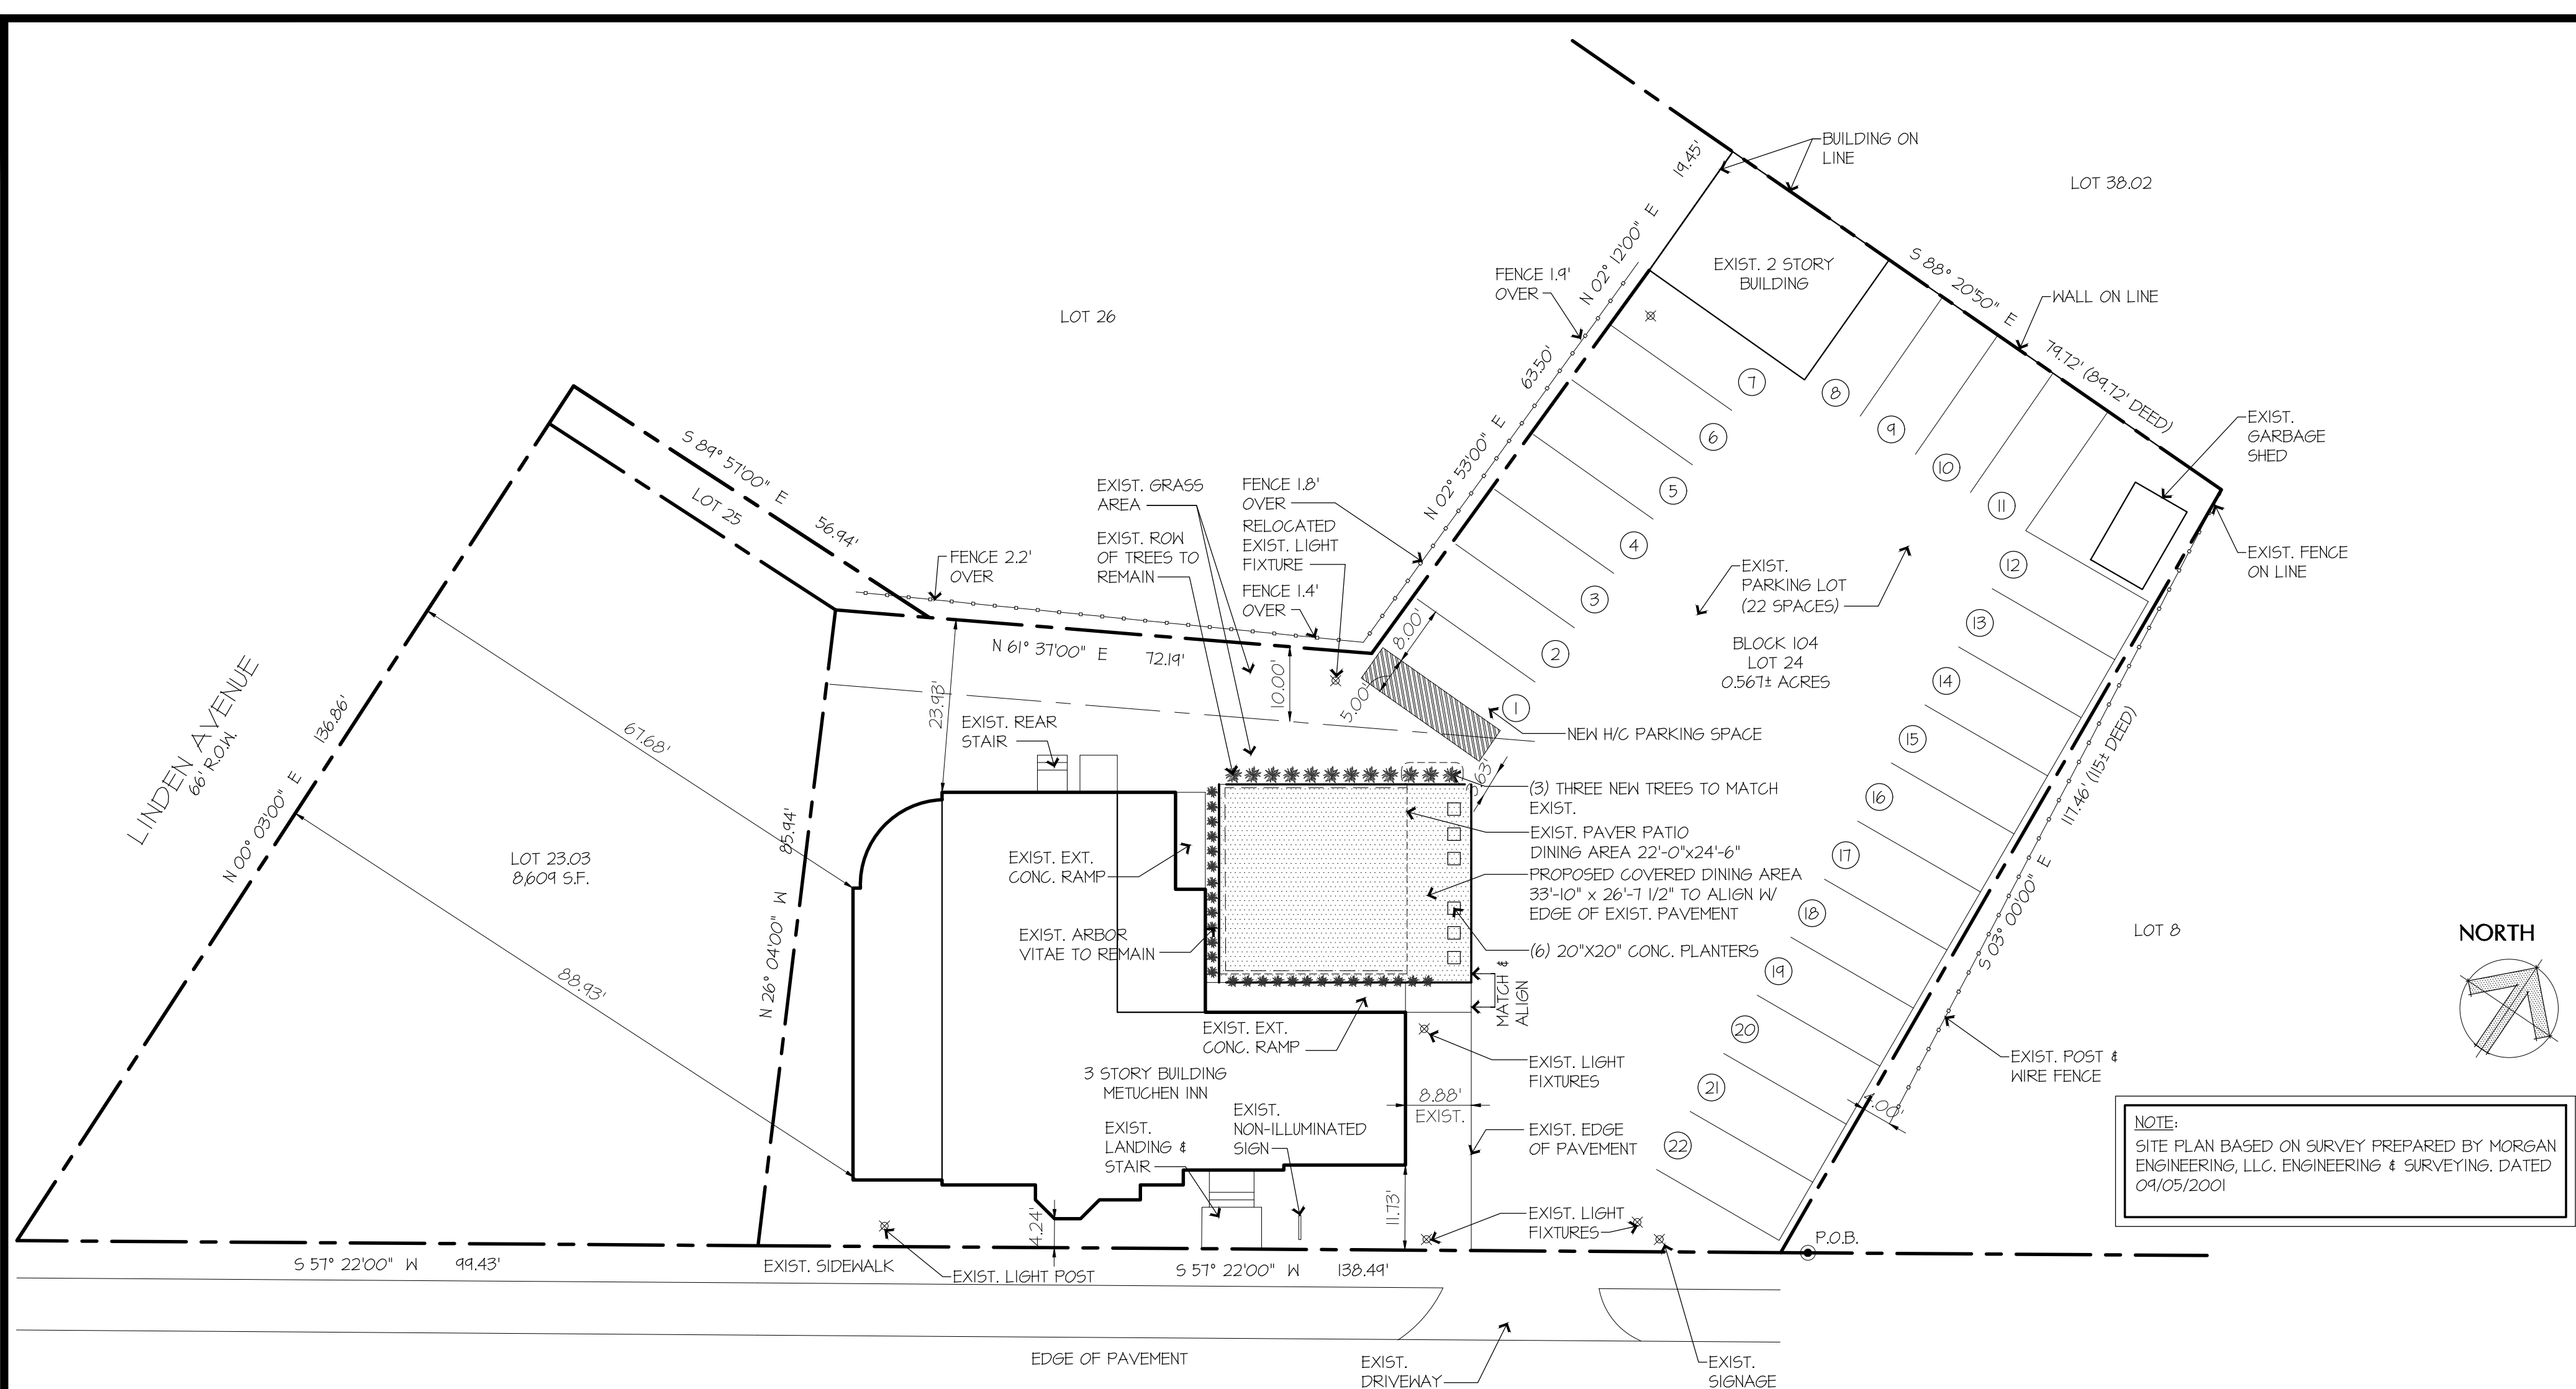 BUILDING ON
LINE
LOT 38.02
19.45'
N 02° 12'00" E
EXIST. 2 STORY
BUILDING
FENCE 1.9'
OVER
S 88° 20'50" E
WALL ON LINE
79.72' (89.72' DEED)
LOT 26
63.50'
N 02° 53'00" E
EXIST.
GARBAGE
SHED
EXIST. FENCE
ON LINE
S 89° 57'00" E
56.94'
LOT 25
EXIST. GRASS
AREA
EXIST. ROW
OF TREES TO
REMAIN
FENCE 1.8'
OVER
RELOCATED
EXIST. LIGHT
FIXTURE
FENCE 1.4'
OVER
FENCE 2.2'
OVER
7
8
6
9
5
10
4
11
3
12
2
13
1
14
15
16
17
18
19
20
21
22
EXIST.
PARKING LOT
(22 SPACES)
BLOCK 104
LOT 24
0.567± ACRES
8.00'
5.00'
N 61° 37'00" E 72.19'
10.00'
23.93'
NEW H/C PARKING SPACE
LINDEN AVENUE
66' R.O.W.
136.86'
N 00° 03'00" E
67.68'
88.93'
LOT 23.03
8,609 S.F.
85.94'
N 26° 04'00" W
EXIST. REAR
STAIR
(3) THREE NEW TREES TO MATCH
EXIST.
EXIST. PAVER PATIO
DINING AREA 22'-0"x24'-6"
PROPOSED COVERED DINING AREA
33'-10" x 26'-7 1/2" TO ALIGN W/
EDGE OF EXIST. PAVEMENT
(6) 20"X20" CONC. PLANTERS
EXIST. EXT.
CONC. RAMP
EXIST. ARBOR
VITAE TO REMAIN
MATCH &
ALIGN
EXIST. EXT.
CONC. RAMP
EXIST. LIGHT
FIXTURES
117.46' (115± DEED)
S 03° 00'00" E
LOT 8
NORTH
EXIST. POST &
WIRE FENCE
4.00'
3 STORY BUILDING
METUCHEN INN
8.88'
EXIST.
EXIST.
LANDING &
STAIR
EXIST.
NON-ILLUMINATED
SIGN
EXIST. EDGE
OF PAVEMENT
4.24'
11.73'
EXIST. LIGHT
FIXTURES
NOTE:
SITE PLAN BASED ON SURVEY PREPARED BY MORGAN
ENGINEERING, LLC. ENGINEERING & SURVEYING. DATED
09/05/2001
P.O.B.
S 57° 22'00" W 99.43'
EXIST. SIDEWALK
EXIST. LIGHT POST
S 57° 22'00" W 138.49'
EDGE OF PAVEMENT
EXIST.
DRIVEWAY
EXIST.
SIGNAGE